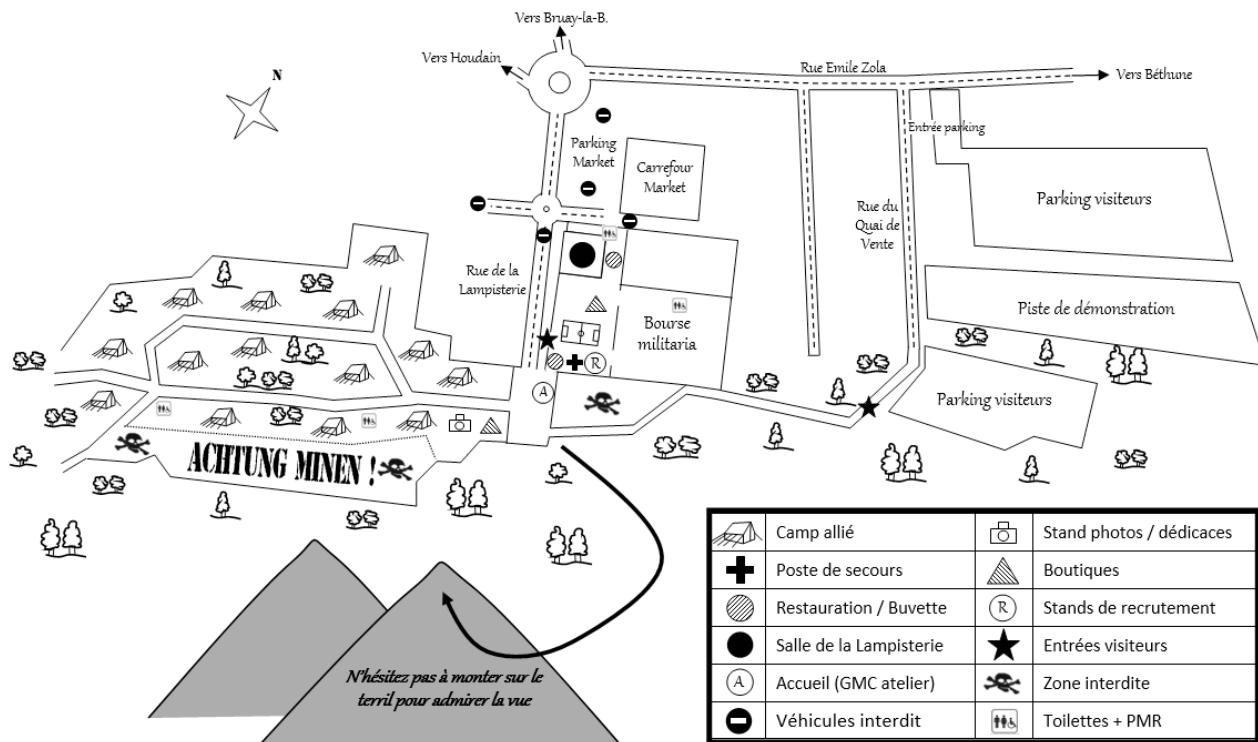 Vers Bruay-la-B.
Vers Houdain
Rue Emile Zola
Vers Béthune
N
Entrée parking
Parking
Market
Carrefour
Market
Parking visiteurs
Rue du
Quai de
Vente
Rue de la
Lampisterie
Piste de démonstration
Bourse
militaria
R
A
Parking visiteurs
ACHTUNG MINEN !
N'hésitez pas à monter sur le
terril pour admirer la vue
Camp allié
Stand photos / dédicaces
Poste de secours
Boutiques
Restauration / Buvette
R
Stands de recrutement
Salle de la Lampisterie
Entrées visiteurs
A
Accueil (GMC atelier)
Zone interdite
Véhicules interdit
Toilettes + PMR